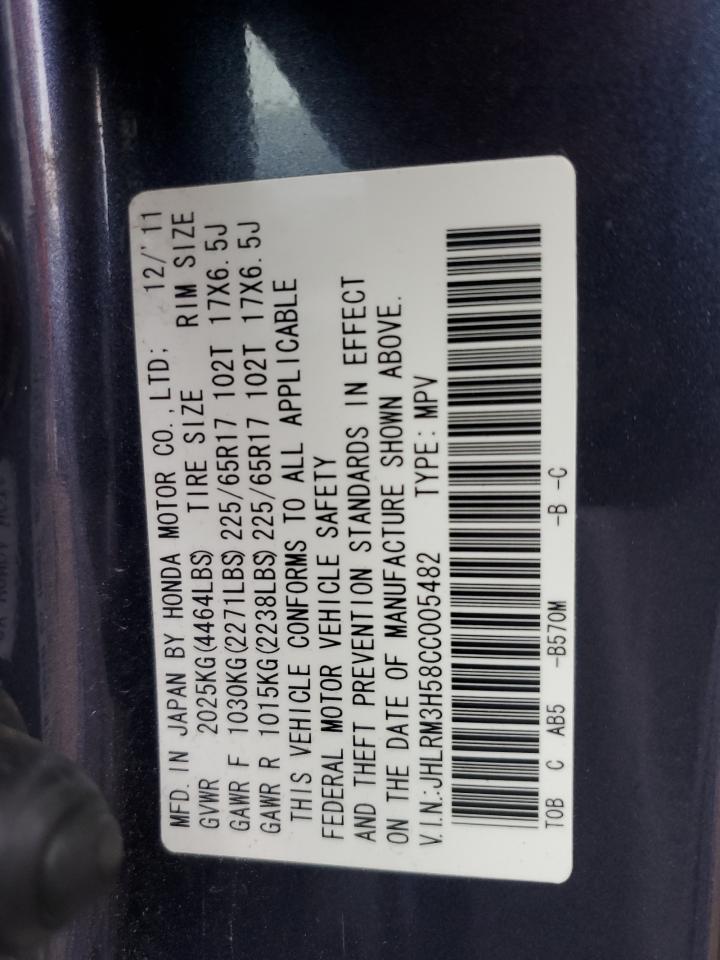 MFD. IN JAPAN BY HONDA MOTOR CO.,LTD; 12/'11
GVWR 2025KG(4464LBS) TIRE SIZE RIM SIZE
GAWR F 1030KG(2271LBS) 225/65R17 102T 17X6.5J
GAWR R 1015KG(2238LBS) 225/65R17 102T 17X6.5J
THIS VEHICLE CONFORMS TO ALL APPLICABLE
FEDERAL MOTOR VEHICLE SAFETY
AND THEFT PREVENTION STANDARDS IN EFFECT
ON THE DATE OF MANUFACTURE SHOWN ABOVE.
V.I.N.:JHLRM3H58CC005482 TYPE: MPV
TOB C AB5 -B570M -B -C